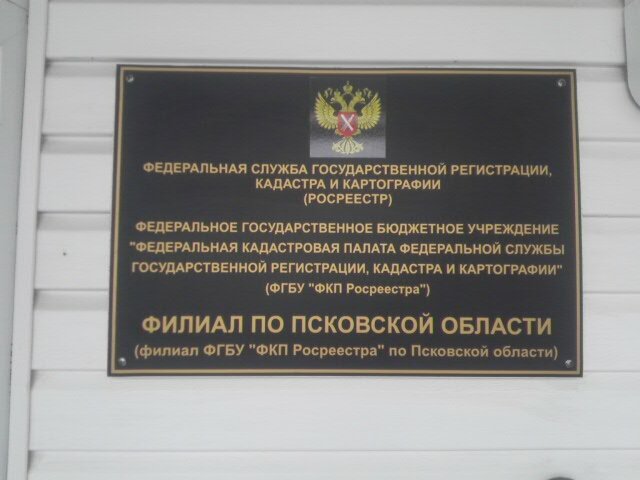 ФЕДЕРАЛЬНАЯ СЛУЖБА ГОСУДАРСТВЕННОЙ РЕГИСТРАЦИИ,
КАДАСТРА И КАРТОГРАФИИ
(РОСРЕЕСТР)
ФЕДЕРАЛЬНОЕ ГОСУДАРСТВЕННОЕ БЮДЖЕТНОЕ УЧРЕЖДЕНИЕ
"ФЕДЕРАЛЬНАЯ КАДАСТРОВАЯ ПАЛАТА ФЕДЕРАЛЬНОЙ СЛУЖБЫ
ГОСУДАРСТВЕННОЙ РЕГИСТРАЦИИ, КАДАСТРА И КАРТОГРАФИИ"
(ФГБУ "ФКП Росреестра")
ФИЛИАЛ ПО ПСКОВСКОЙ ОБЛАСТИ
(филиал ФГБУ "ФКП Росреестра" по Псковской области)